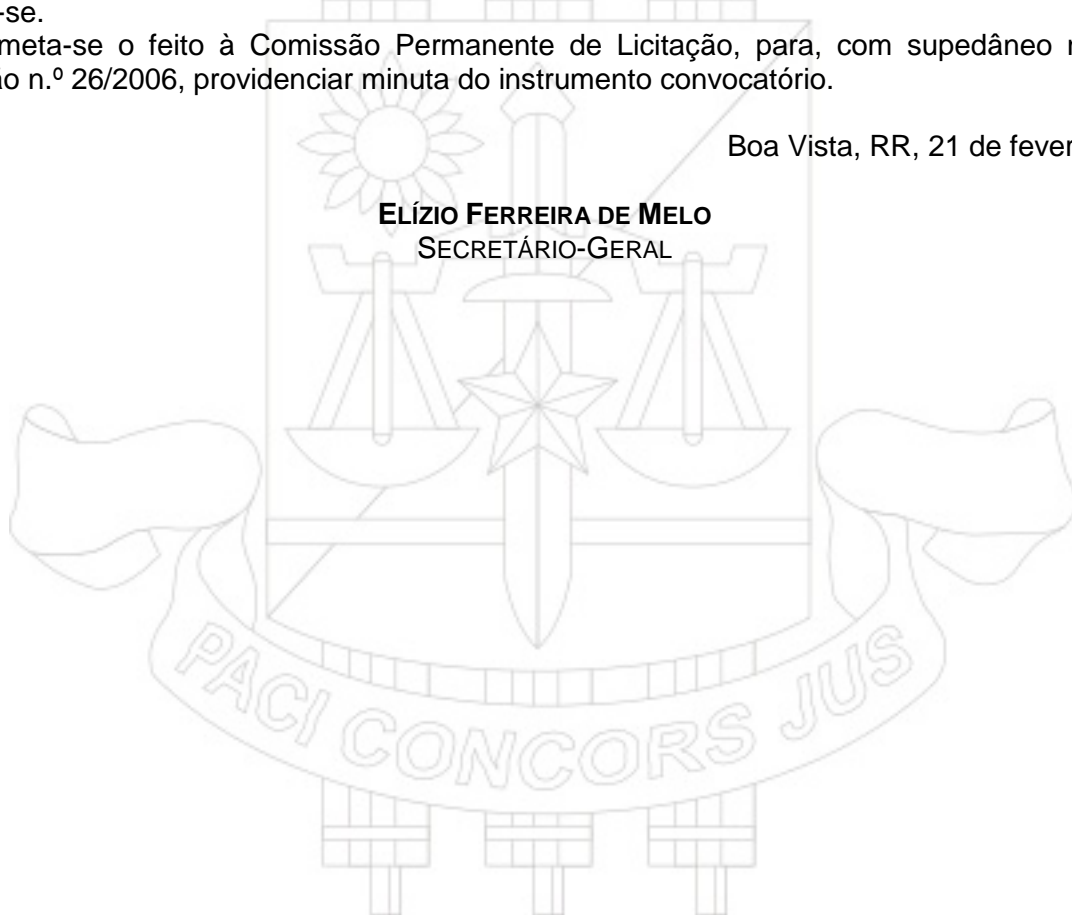 -se.
meta-se o feito à Comissão Permanente de Licitação, para, com supedâneo
ão n.º 26/2006, providenciar minuta do instrumento convocatório.
Boa Vista, RR, 21 de fever
ELÍZIO FERREIRA DE MELO
SECRETÁRIO-GERAL
PACI CONCORS JUS